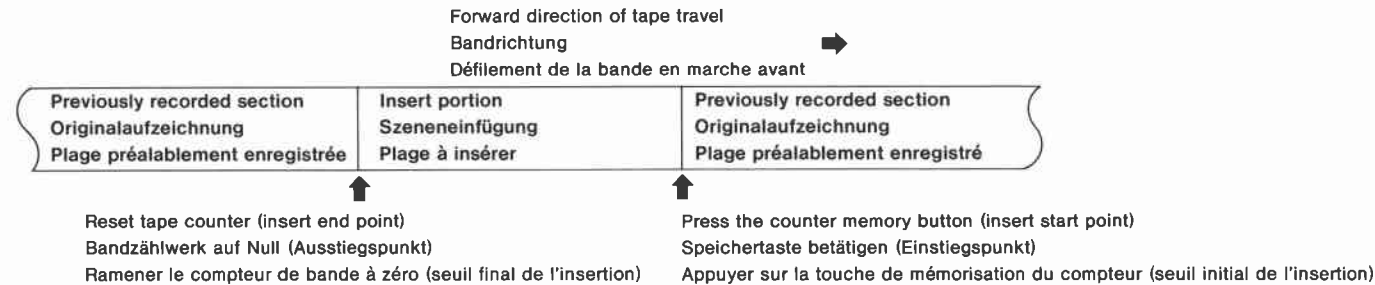 Forward direction of tape travel
Bandrichtung
Défilement de la bande en marche avant
Previously recorded section
Originalaufzeichnung
Plage préalablement enregistrée
Insert portion
Szeneneinfügung
Plage à insérer
Previously recorded section
Originalaufzeichnung
Plage préalablement enregistré
Reset tape counter (insert end point)
Bandzählwerk auf Null (Ausstiegspunkt)
Ramener le compteur de bande à zéro (seuil final de l'insertion)
Press the counter memory button (insert start point)
Speichertaste betätigen (Einstiegspunkt)
Appuyer sur la touche de mémorisation du compteur (seuil initial de l'insertion)